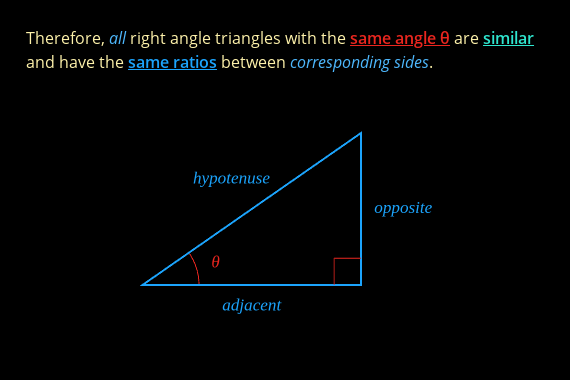 Therefore, all right angle triangles with the same angle θ are similar
and have the same ratios between corresponding sides.
hypotenuse
opposite
θ
adjacent